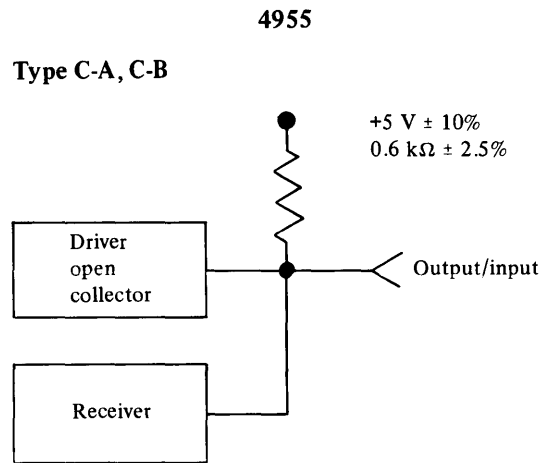 4955
Type C-A, C-B
+5 V ± 10%
0.6 kΩ ± 2.5%
Driver
open
collector
Output/input
Receiver